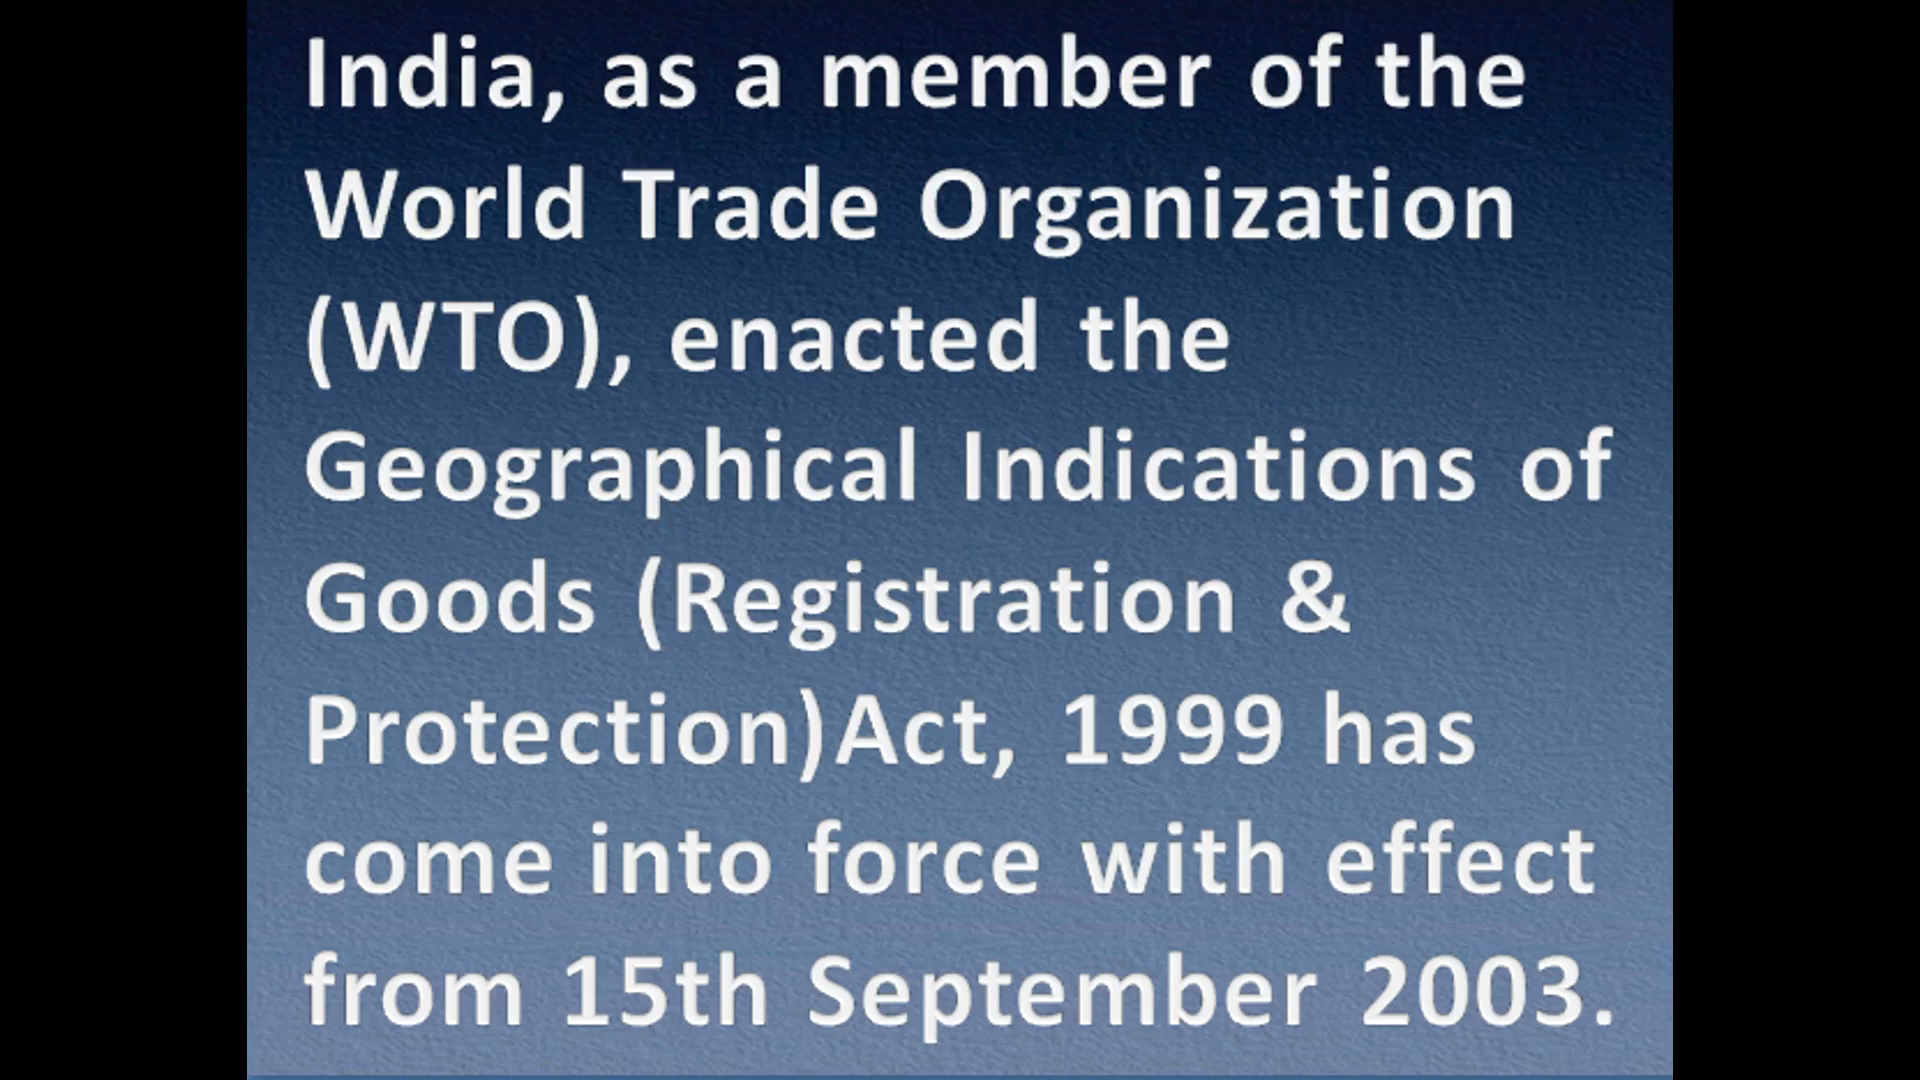 India, as a member of the
World Trade Organization
(WTO), enacted the
Geographical Indications of
Goods (Registration &
Protection)Act, 1999 has
come into force with effect
from 15th September 2003.